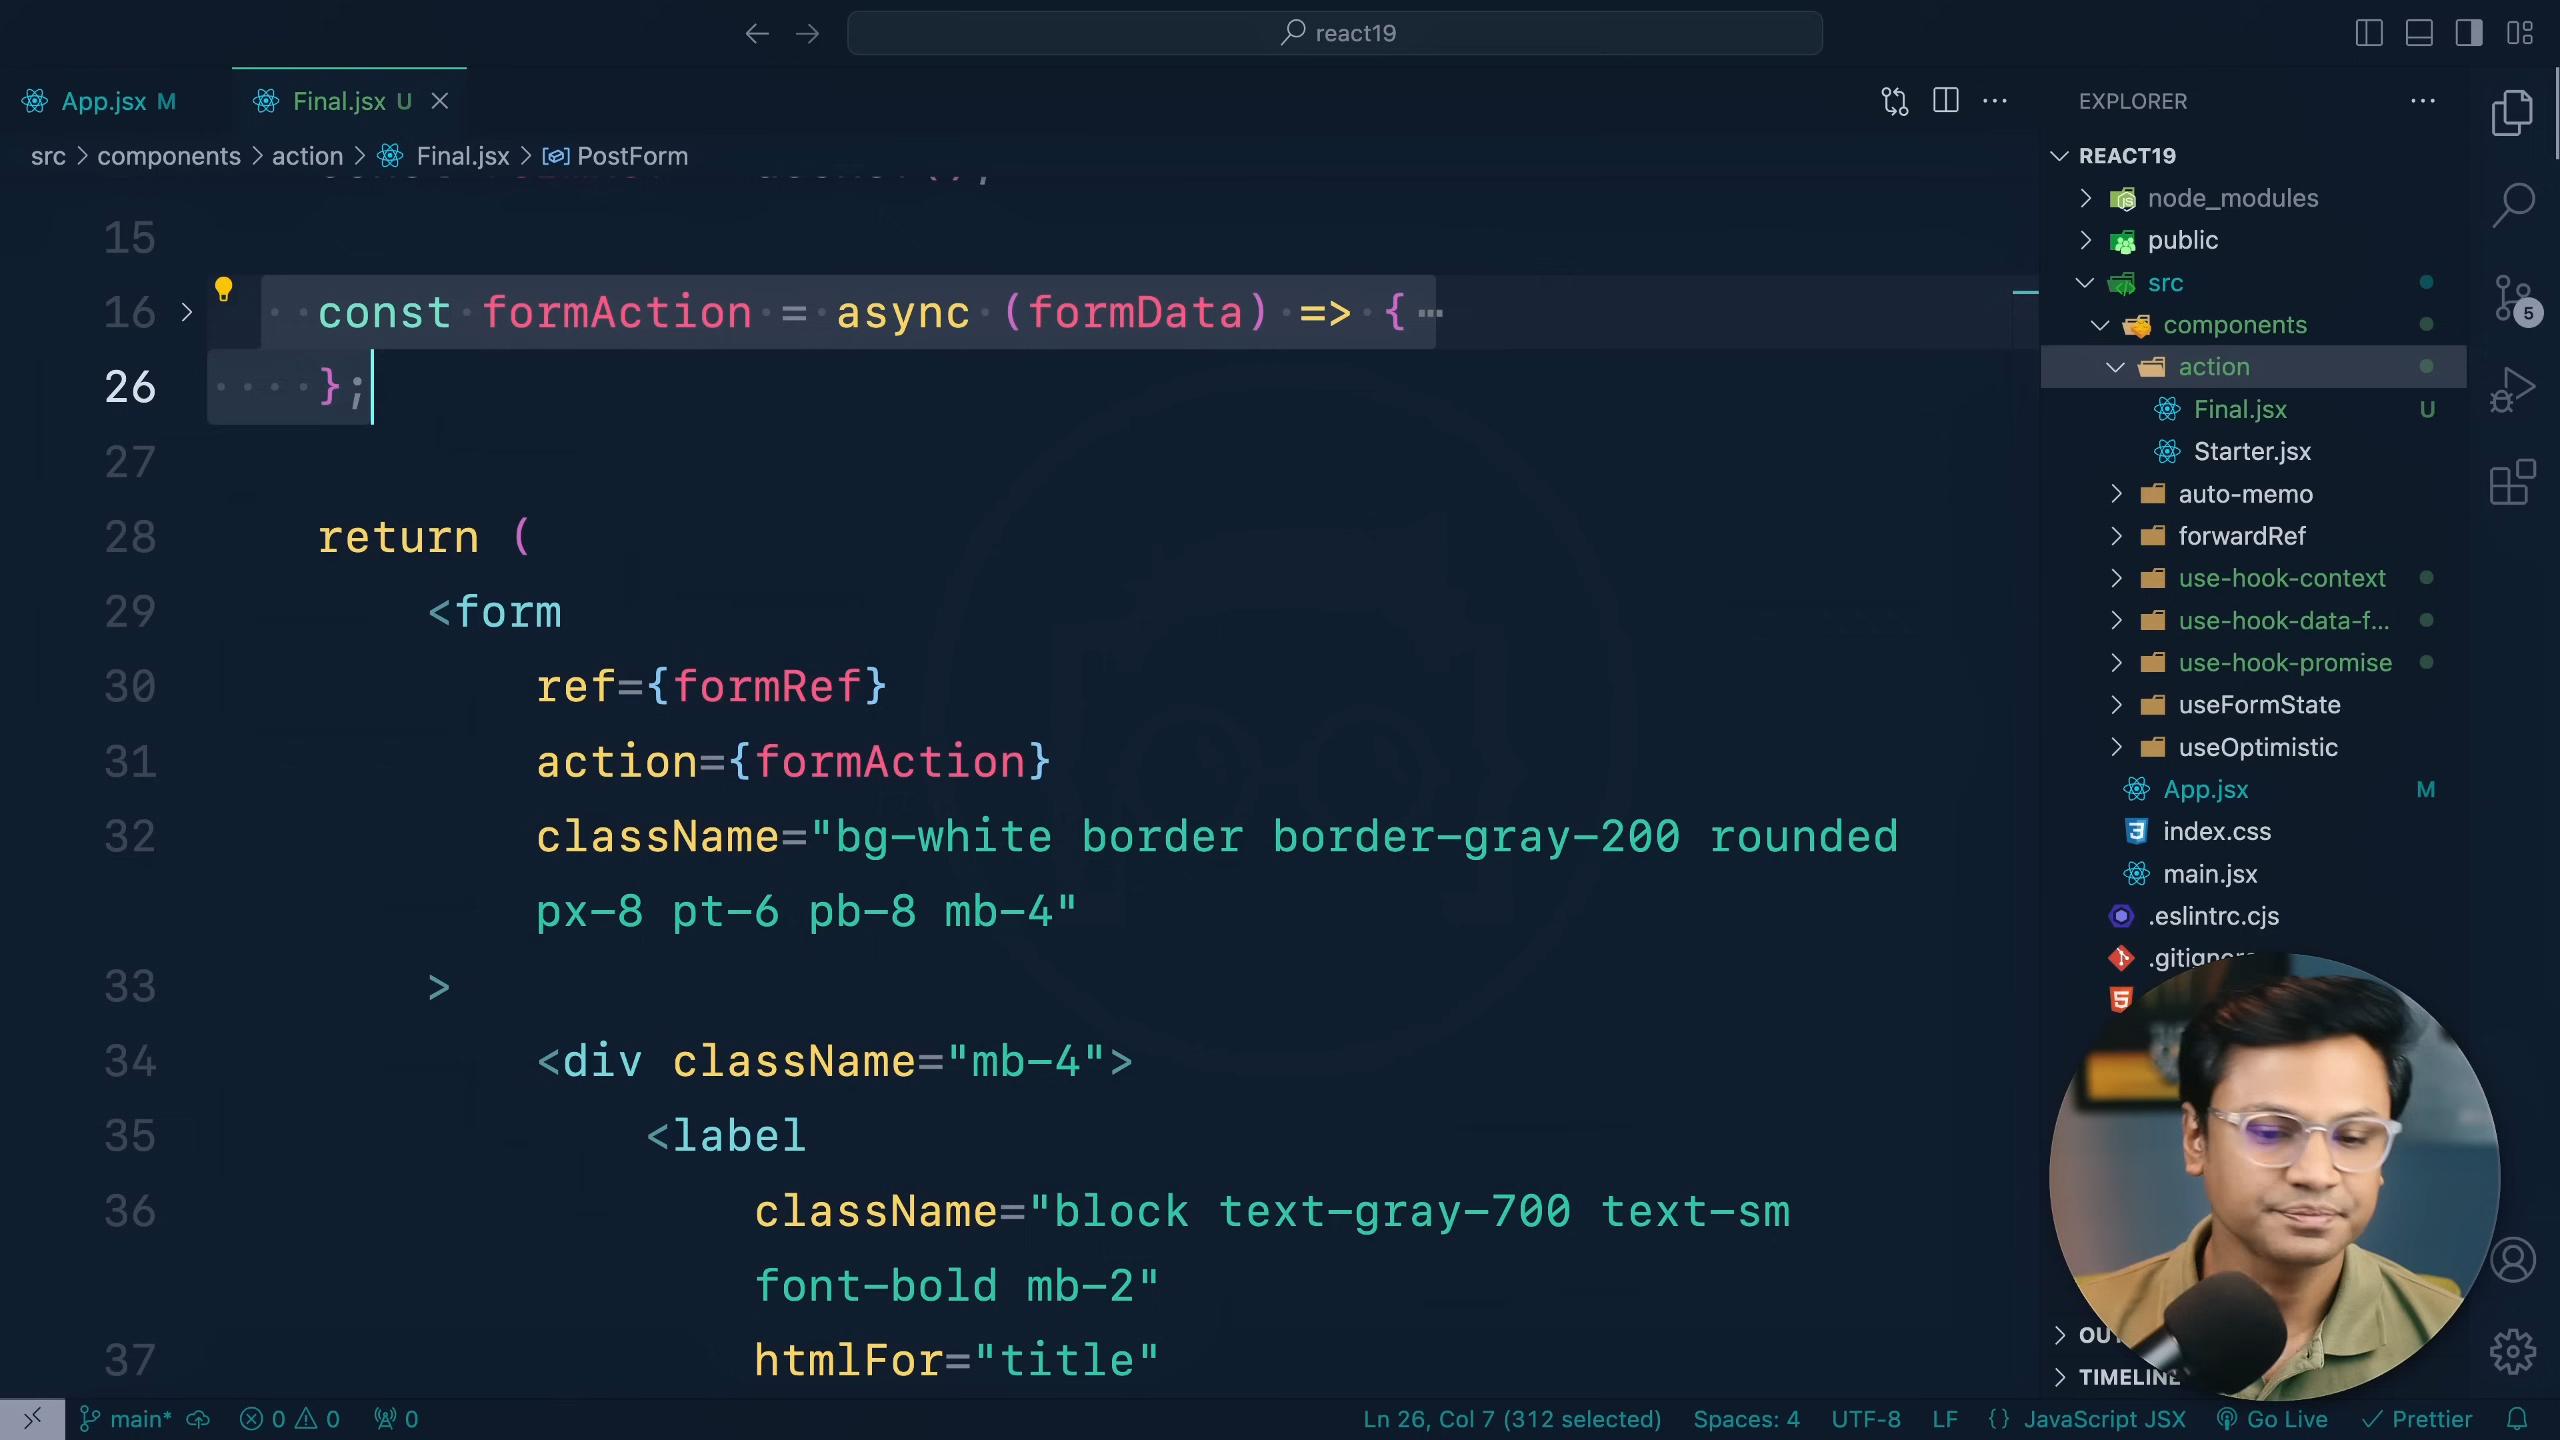 react19
App.jsx M
Final.jsx U
src > components > action > Final.jsx > PostForm
15
16 const formAction = async (formData) => {
26 };
27
28 return (
29 <form
30 ref={formRef}
31 action={formAction}
32 className="bg-white border border-gray-200 rounded
px-8 pt-6 pb-8 mb-4"
33 >
34 <div className="mb-4">
35 <label
36 className="block text-gray-700 text-sm
font-bold mb-2"
37 htmlFor="title"
EXPLORER
REACT19
node_modules
public
src
components
action
Final.jsx U
Starter.jsx
auto-memo
forwardRef
use-hook-context
use-hook-data-f...
use-hook-promise
useFormState
useOptimistic
App.jsx M
index.css
main.jsx
.eslintrc.cjs
TIMELINE
5
main* 0 0 0
Ln 26, Col 7 (312 selected) Spaces: 4 UTF-8 LF {} JavaScript JSX Go Live Prettier